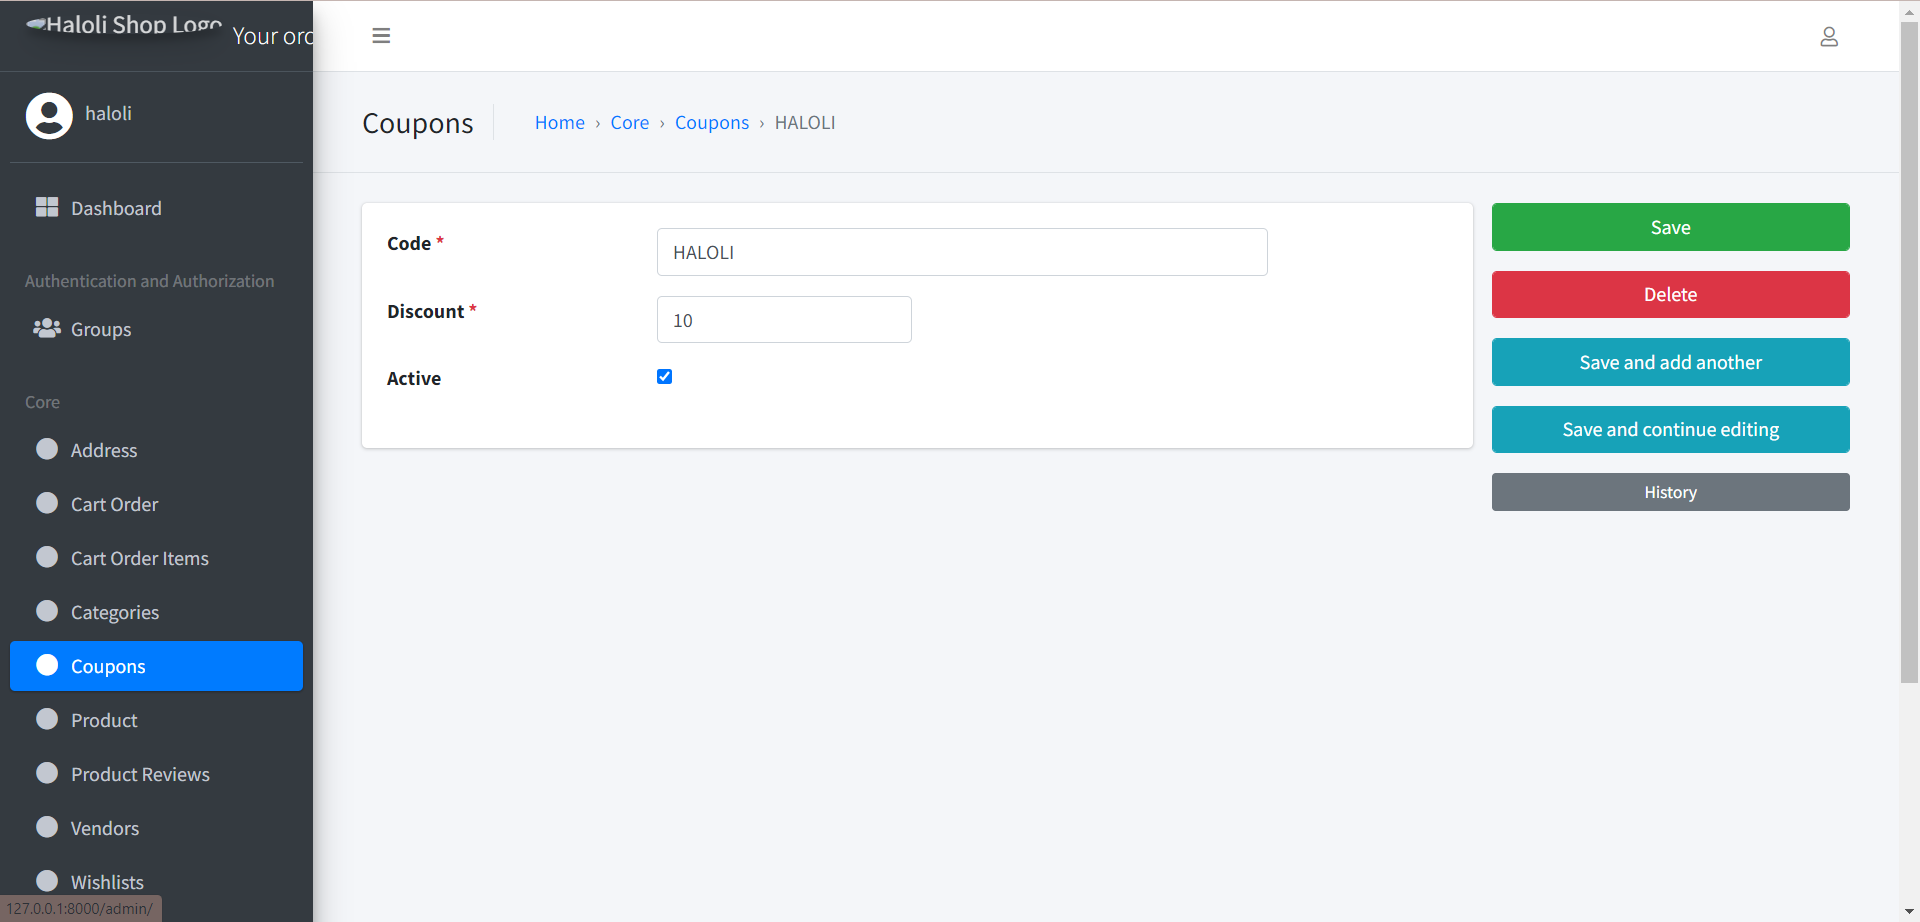 Haloli Shop Logo
Your
haloli
Dashboard
Authentication and Authorization
Groups
Core
Address
Cart Order
Cart Order Items
Categories
Coupons
Product
Product Reviews
Vendors
Wishlists
127.0.0.1:8000/admin/
Coupons
Home › Core › Coupons › HALOLI
Code *
HALOLI
Discount *
10
Active
Save
Delete
Save and add another
Save and continue editing
History